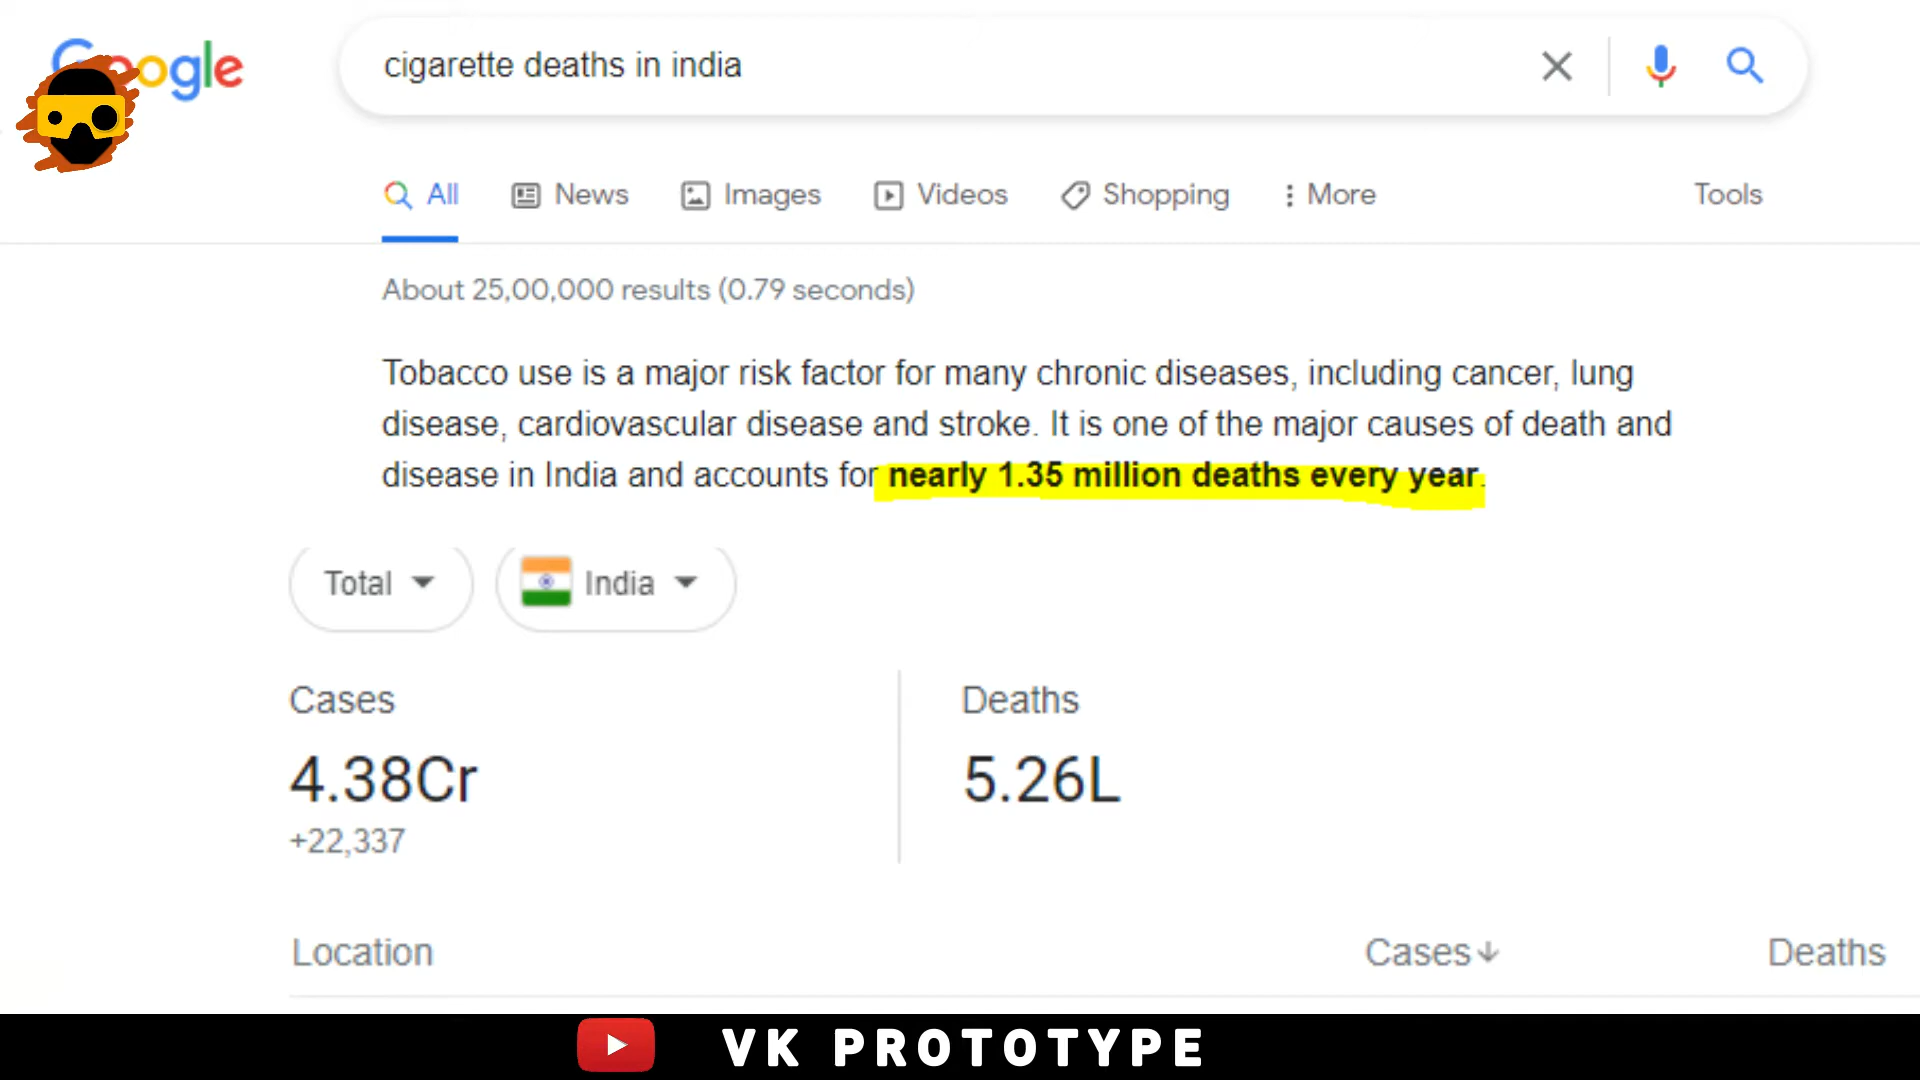 Google
cigarette deaths in india
All News Images Videos Shopping More Tools
About 25,00,000 results (0.79 seconds)
Tobacco use is a major risk factor for many chronic diseases, including cancer, lung
disease, cardiovascular disease and stroke. It is one of the major causes of death and
disease in India and accounts for nearly 1.35 million deaths every year.
Total India
Cases Deaths
4.38Cr 5.26L
+22,337
Location Cases Deaths
VK PROTOTYPE